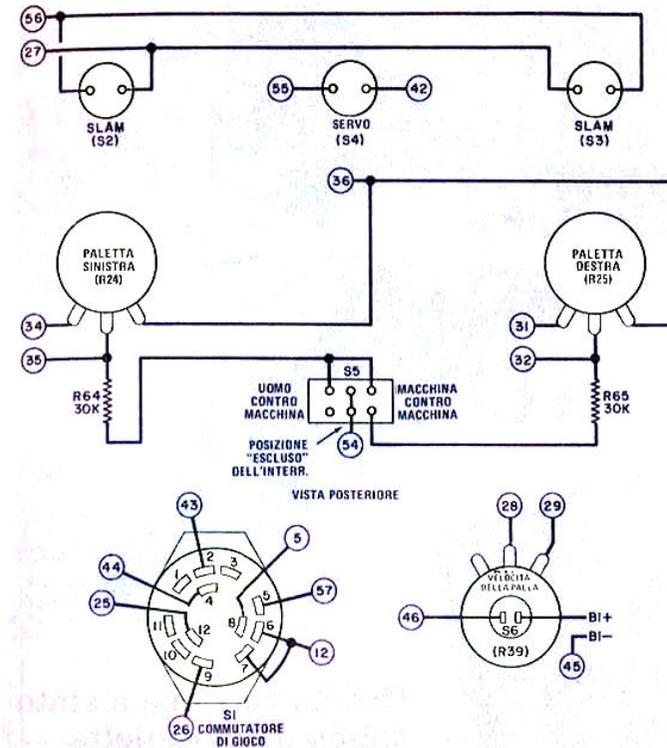 56
27
SLAM
(S2)
55
42
SERVO
(S4)
SLAM
(S3)
36
PALETTA
SINISTRA
(R24)
PALETTA
DESTRA
(R25)
34
31
35
32
R64
30K
UOMO
CONTRO
MACCHINA
S5
MACCHINA
CONTRO
MACCHINA
R65
30K
54
POSIZIONE
"ESCLUSO"
DELL'INTERR.
VISTA POSTERIORE
43
5
28
29
44
25
57
1
2
3
4
5
6
7
8
9
10
11
12
12
26
SI
COMMUTATORE
DI GIOCO
VELOCITA
DELLA PALLA
46
S6
(R39)
BI+
BI-
45